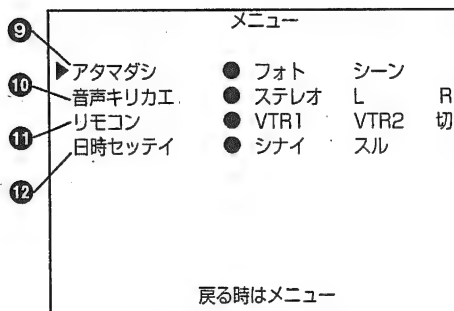 メニュー
❾ ▶アタマダシ ● フォト シーン
❿ 音声キリカエ ● ステレオ L R
⓫ リモコン ● VTR1 VTR2 切
⓬ 日時セッテイ ● シナイ スル
戻る時はメニュー